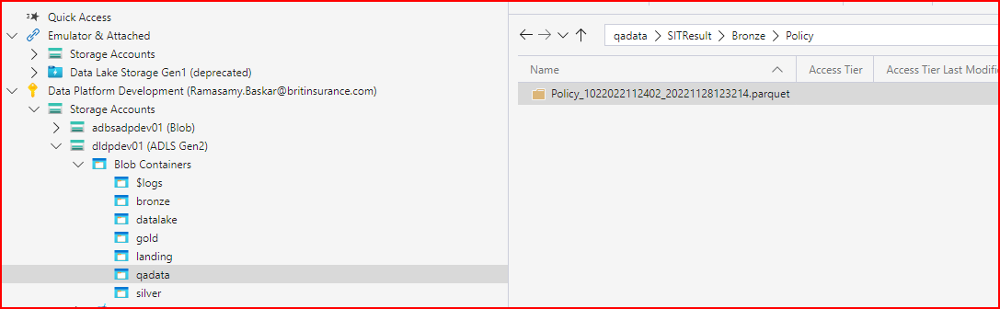 Quick Access
Emulator & Attached
Storage Accounts
Data Lake Storage Gen1 (deprecated)
Data Platform Development (Ramasamy.Baskar@britinsurance.com)
Storage Accounts
adbsadpdev01 (Blob)
dldpdev01 (ADLS Gen2)
Blob Containers
$logs
bronze
datalake
gold
landing
qadata
silver
qadata SITResult Bronze Policy
Name Access Tier Access Tier Last Modifie
Policy_1022022112402_20221128123214.parquet